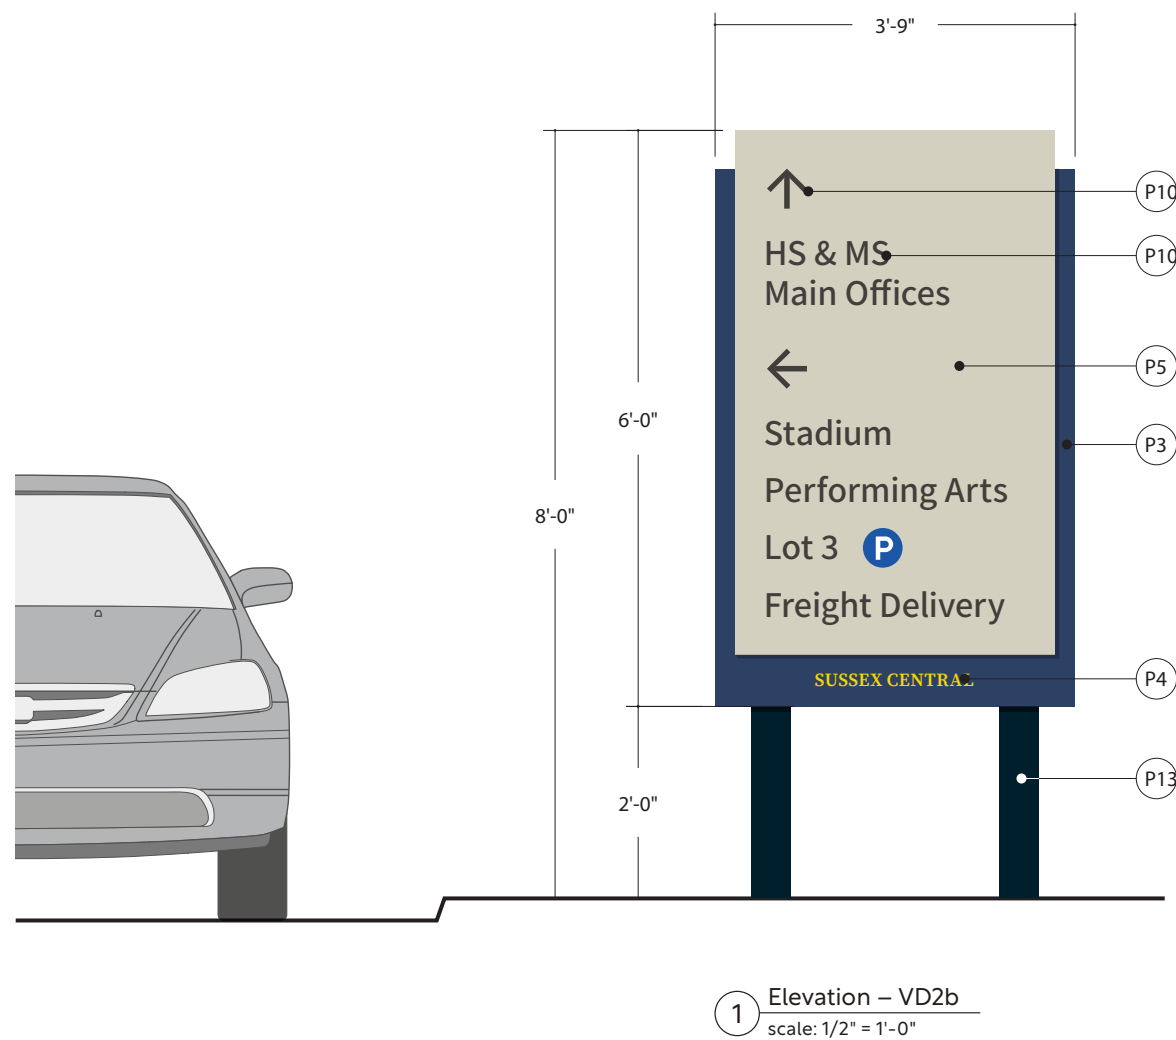 3'-9"
P10
HS & MS
P10
Main Offices
P5
6'-0"
Stadium
P3
Performing Arts
8'-0"
Lot 3 P
Freight Delivery
SUSSEX CENTRAL
P4
2'-0"
P13
1
Elevation – VD2b
scale: 1/2" = 1'-0"